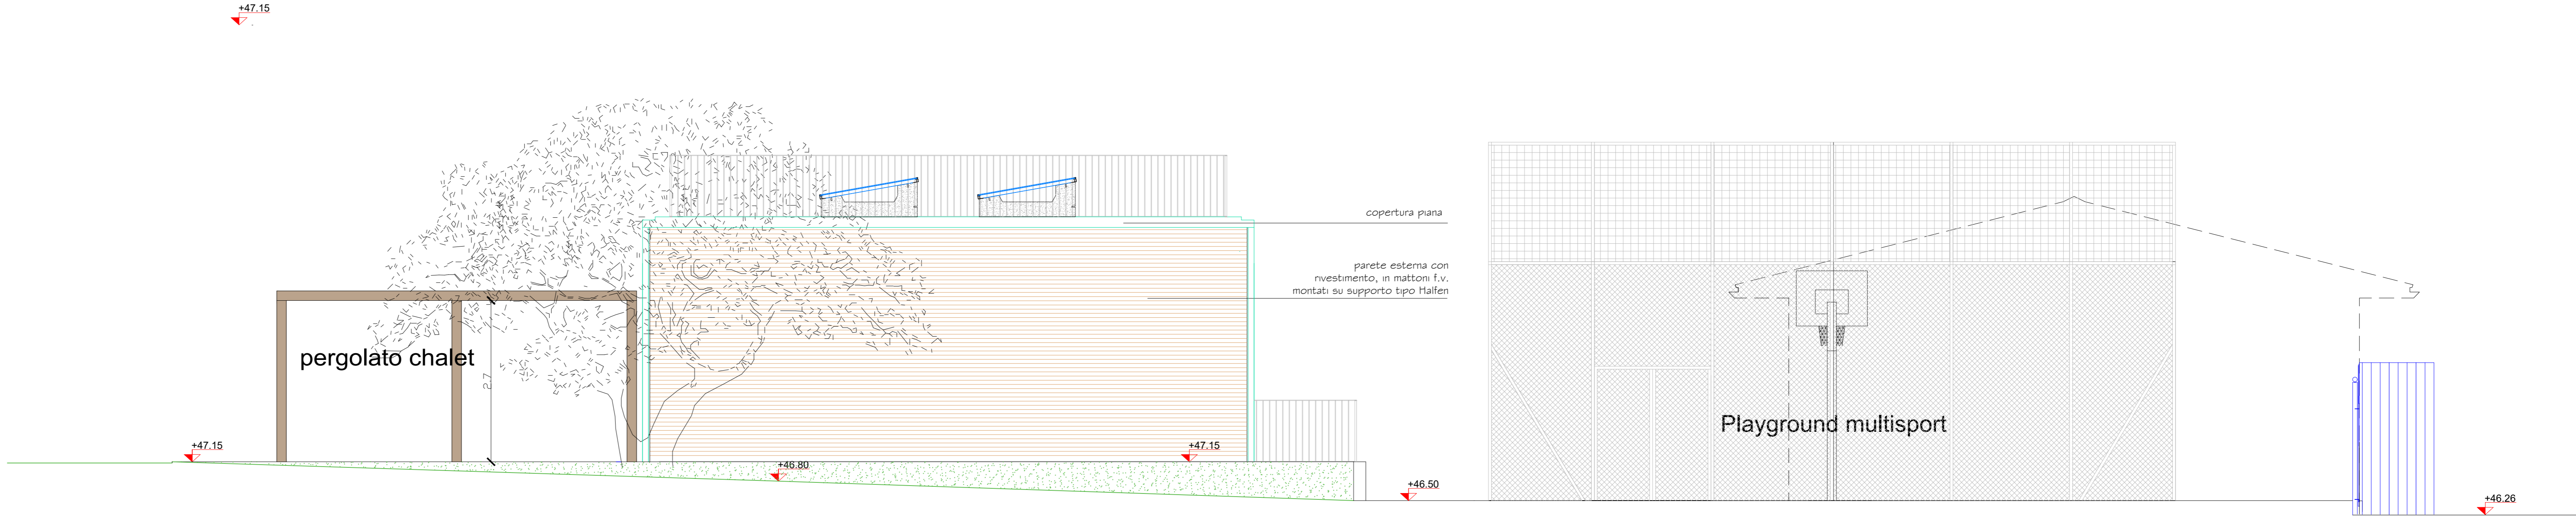 +47.15
copertura piana
parete esterna con
rivestimento, in mattoni f.v.
montati su supporto tipo Halfen
pergolato chalet
2.7
Playground multisport
+47.15
+47.15
+46.80
+46.50
+46.26